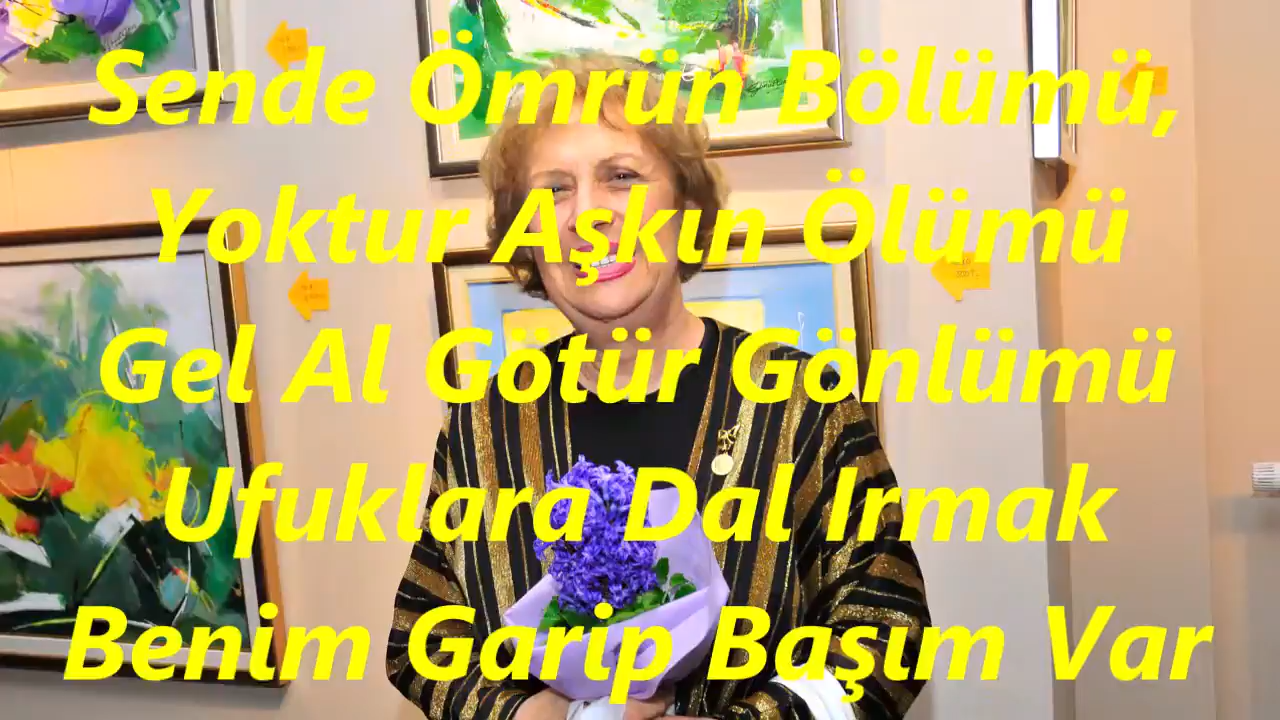 Sende Ömrün Bölümü,
Yoktur Aşkın Ölümü
Gel Al Götür Gönlümü
Ufuklara Dal Irmak
Benim Garip Başım Var